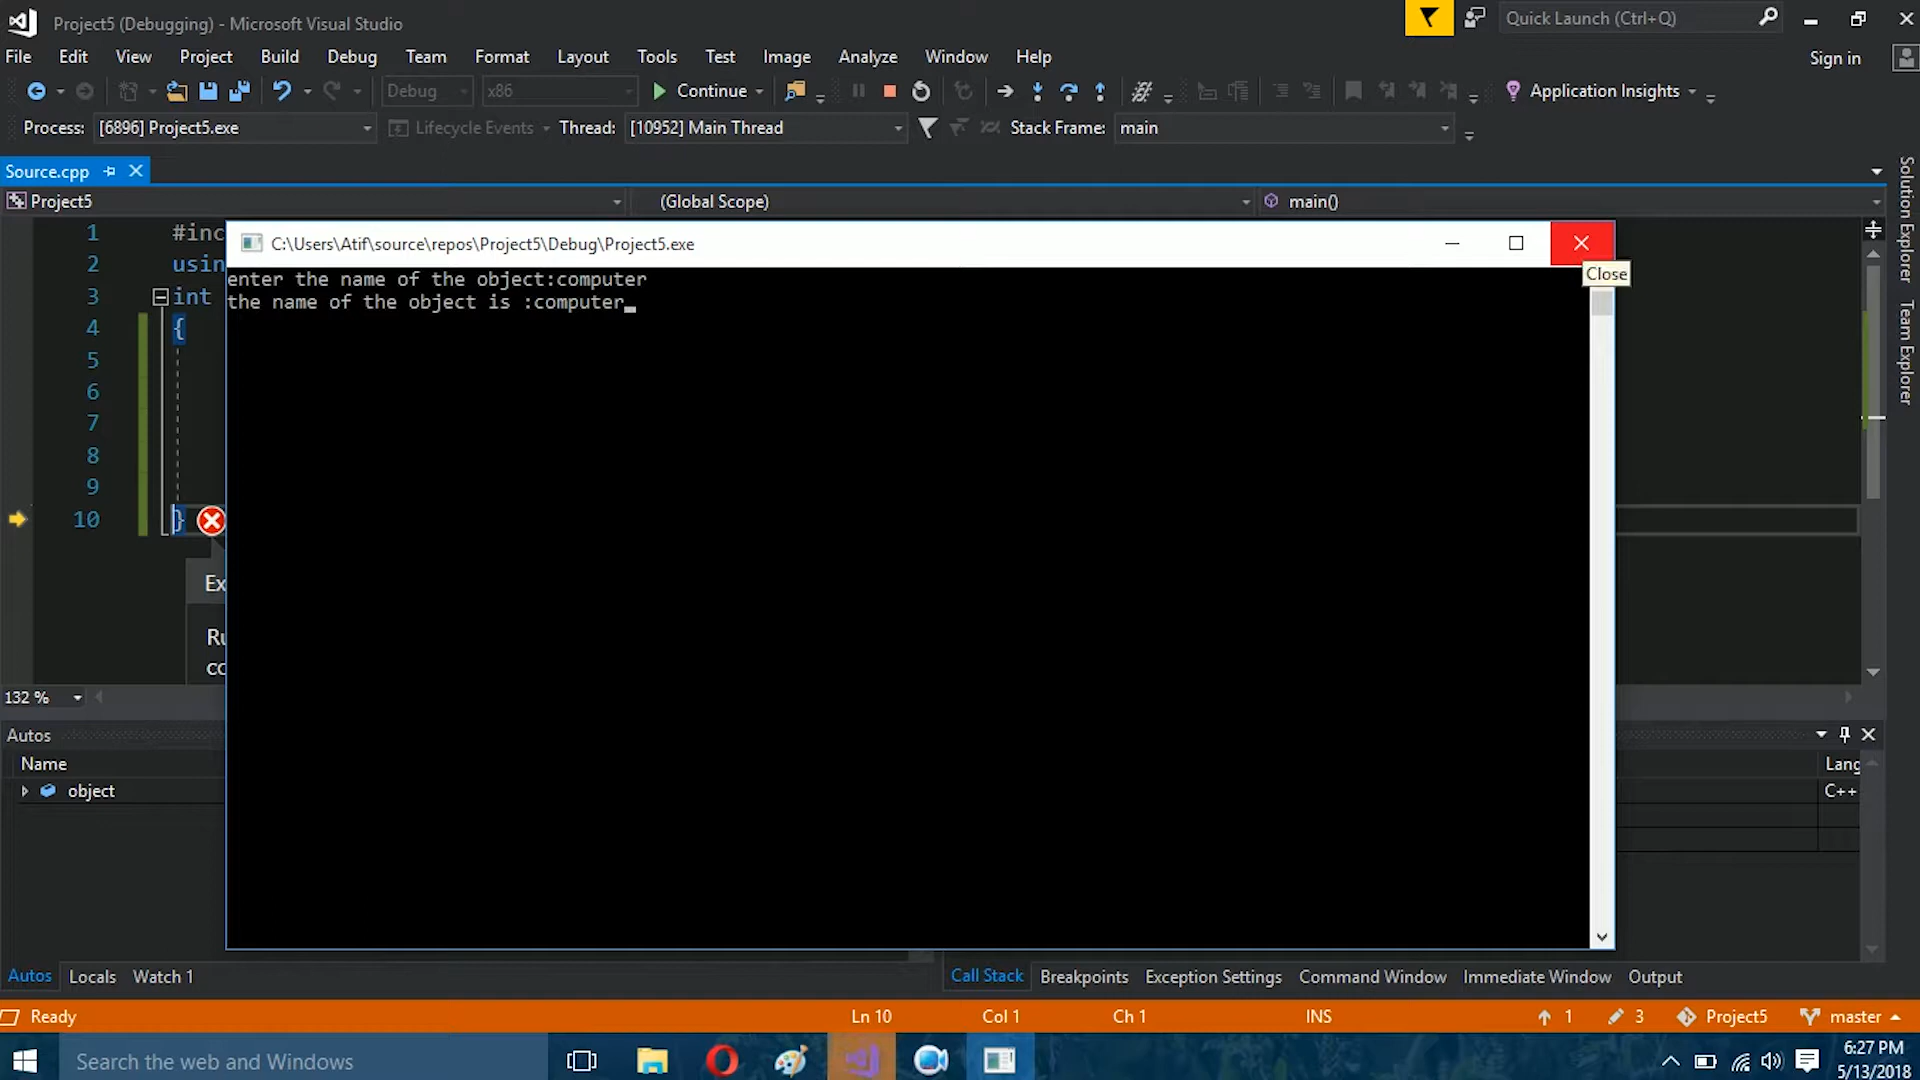 Project5 (Debugging) - Microsoft Visual Studio
Quick Launch (Ctrl+Q)
File Edit View Project Build Debug Team Format Layout Tools Test Image Analyze Window Help
Sign in
Debug x86 Continue Application Insights
Process: [6896] Project5.exe Lifecycle Events Thread: [10952] Main Thread Stack Frame: main
Source.cpp
Project5 (Global Scope) main()
1 #inc
2 usin
3 int
4 {
5
6
7
8
9
10 }
C:\Users\Atif\source\repos\Project5\Debug\Project5.exe
Close
enter the name of the object:computer
the name of the object is :computer_
Ex
Ru
co
132 %
Autos
Name
object
Lang
C++
Solution Explorer
Team Explorer
Autos Locals Watch 1
Call Stack Breakpoints Exception Settings Command Window Immediate Window Output
Ready Ln 10 Col 1 Ch 1 INS 1 3 Project5 master
Search the web and Windows
6:27 PM
5/13/2018